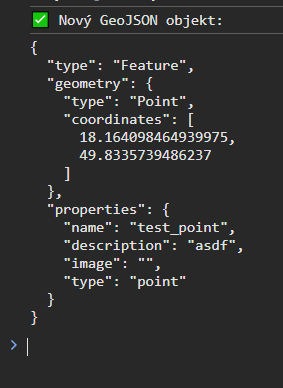 ✅ Nový GeoJSON objekt:
{
  "type": "Feature",
  "geometry": {
    "type": "Point",
    "coordinates": [
      18.164098464939975,
      49.8335739486237
    ]
  },
  "properties": {
    "name": "test_point",
    "description": "asdf",
    "image": "",
    "type": "point"
  }
}
>